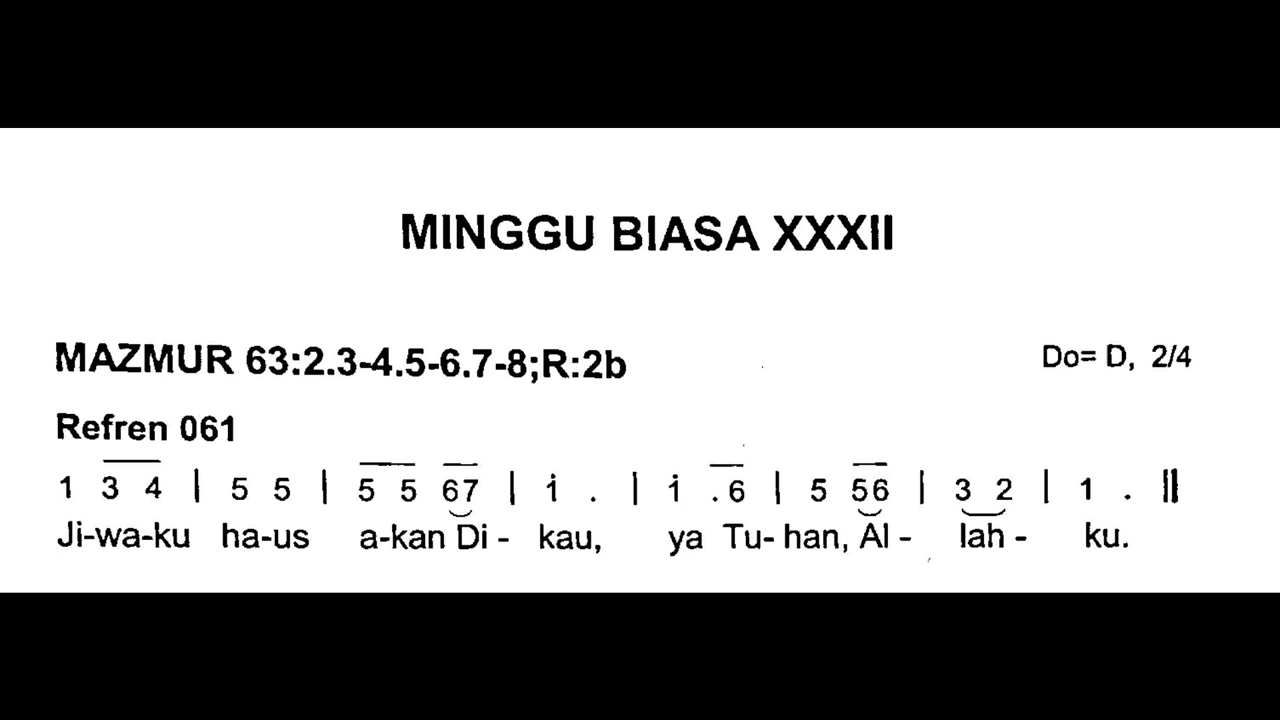 MINGGU BIASA XXXII
MAZMUR 63:2.3-4.5-6.7-8;R:2b Do= D, 2/4
Refren 061
1 3 4 | 5 5 | 5 5 67 | i . | i .6 | 5 56 | 3 2 | 1 . ||
Ji-wa-ku ha-us a-kan Di - kau, ya Tu- han, Al - lah - ku.